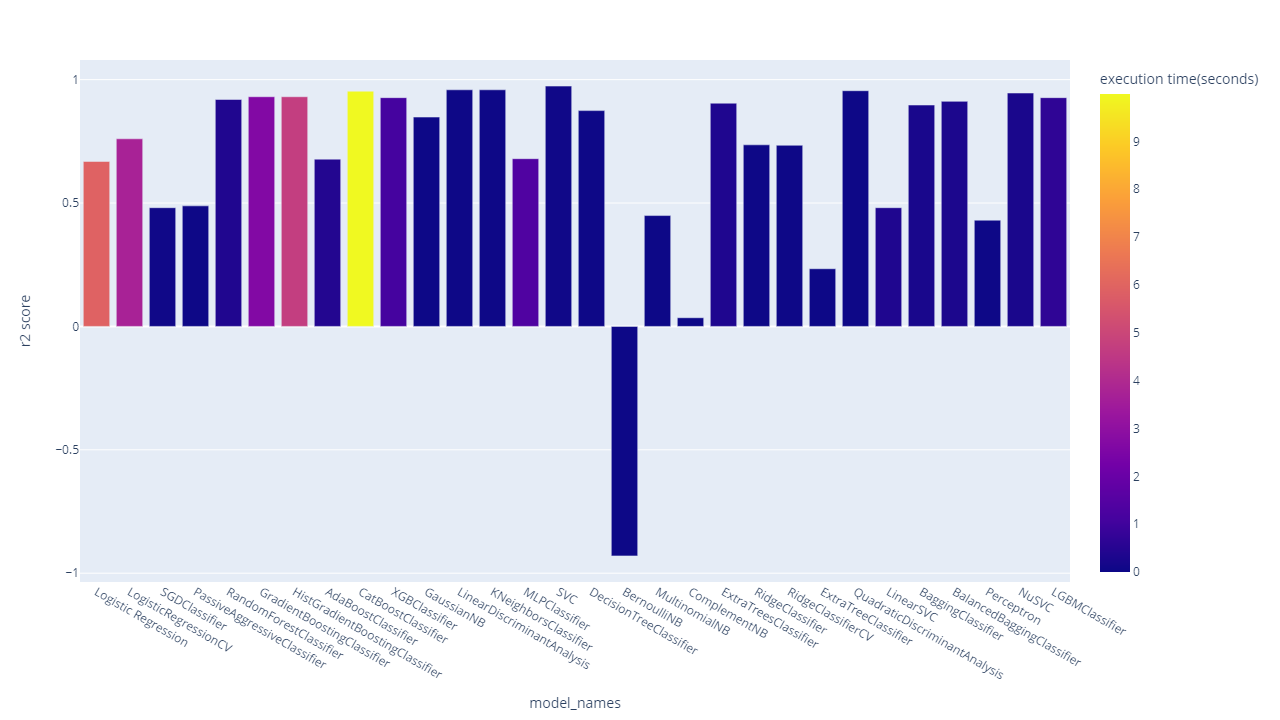 execution time(seconds)
1
0.5
0
−0.5
−1
r2 score
9
8
7
6
5
4
3
2
1
0
Logistic Regression
LogisticRegressionCV
SGDClassifier
PassiveAggressiveClassifier
RandomForestClassifier
GradientBoostingClassifier
HistGradientBoostingClassifier
AdaBoostClassifier
CatBoostClassifier
XGBClassifier
GaussianNB
LinearDiscriminantAnalysis
KNeighborsClassifier
MLPClassifier
SVC
DecisionTreeClassifier
BernoulliNB
MultinomialNB
ComplementNB
ExtraTreesClassifier
RidgeClassifier
RidgeClassifierCV
ExtraTreeClassifier
QuadraticDiscriminantAnalysis
LinearSVC
BaggingClassifier
BalancedBaggingClassifier
Perceptron
NuSVC
LGBMClassifier
model_names